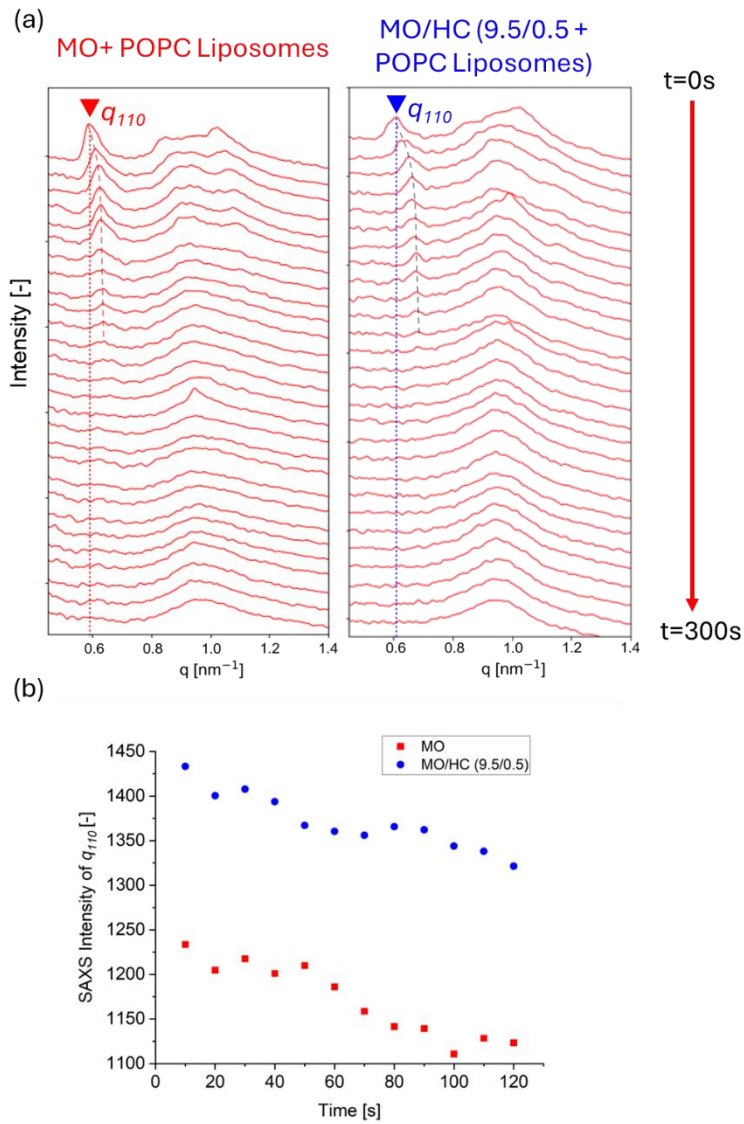 (a)
MO+ POPC Liposomes
MO/HC (9.5/0.5 +
POPC Liposomes)
t=0s
q110
q110
Intensity [-]
0.6 0.8 1.0 1.2 1.4
q [nm⁻¹]
0.6 0.8 1.0 1.2 1.4
q [nm⁻¹]
t=300s
(b)
MO
MO/HC (9.5/0.5)
SAXS Intensity of q110 [-]
1450
1400
1350
1300
1250
1200
1150
1100
0 20 40 60 80 100 120
Time [s]